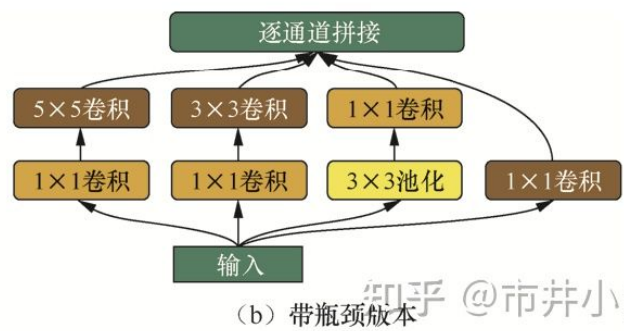 逐通道拼接
5×5卷积
3×3卷积
1×1卷积
1×1卷积
1×1卷积
3×3池化
1×1卷积
输入
知乎 @市井小
（b）带瓶颈版本